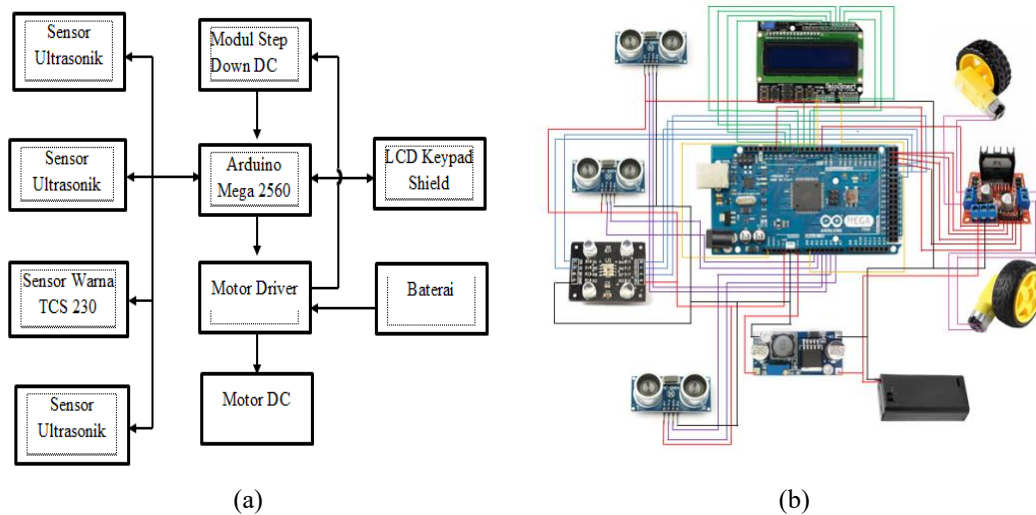 Sensor
Ultrasonik
Sensor
Ultrasonik
Sensor Warna
TCS 230
Sensor
Ultrasonik
Modul Step
Down DC
Arduino
Mega 2560
Motor Driver
Motor DC
LCD Keypad
Shield
Baterai
MEGA
(a)
(b)